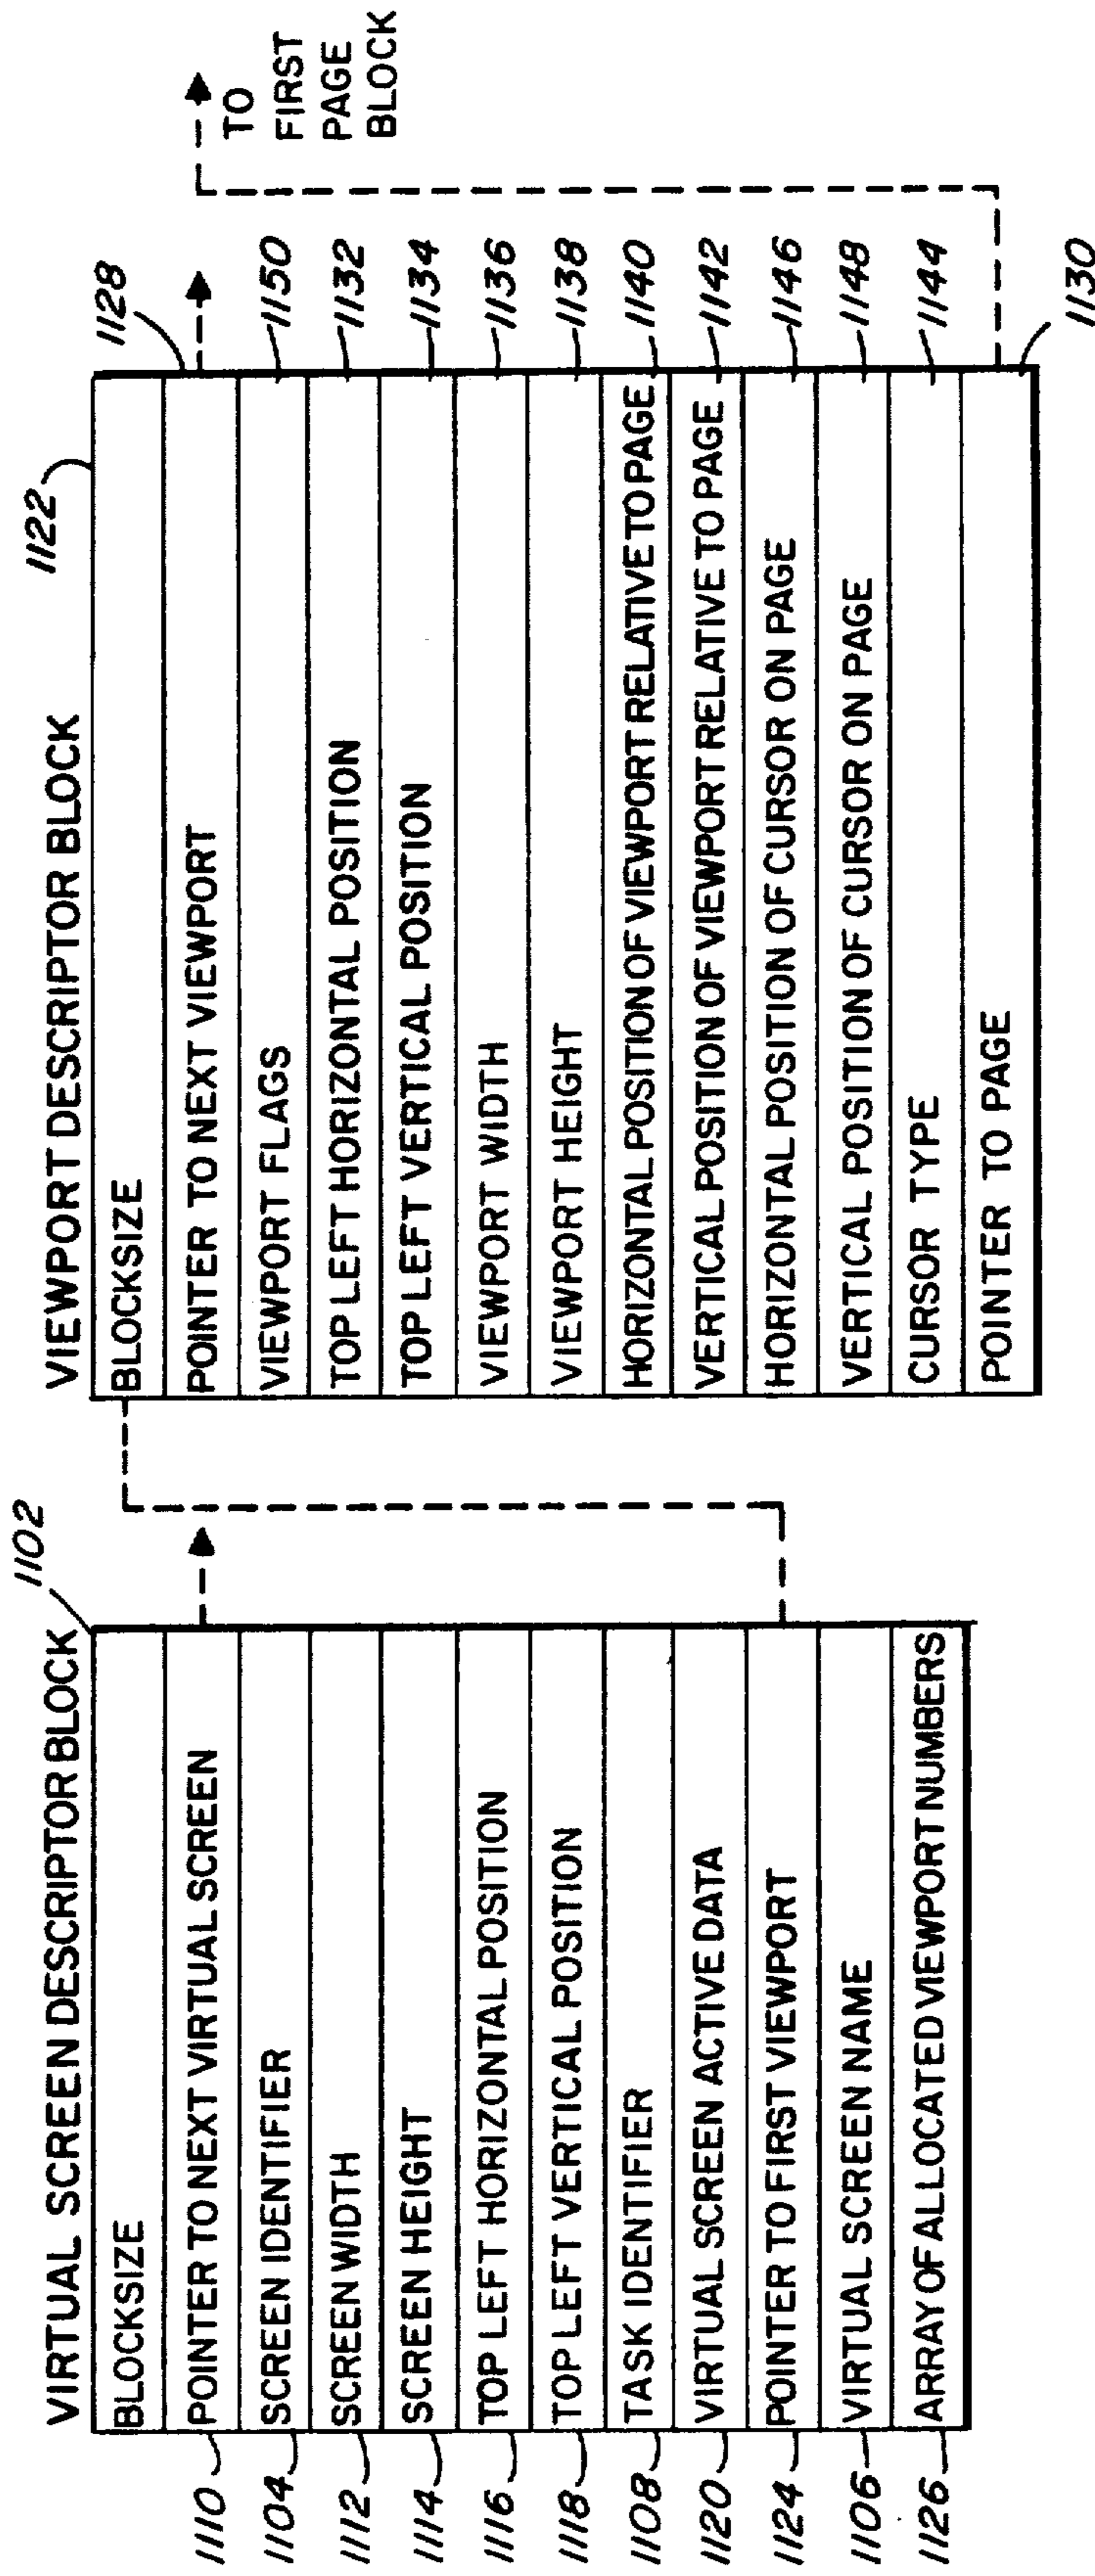 VIRTUAL SCREEN DESCRIPTOR BLOCK
1102
BLOCKSIZE
1110 POINTER TO NEXT VIRTUAL SCREEN
1104 SCREEN IDENTIFIER
1112 SCREEN WIDTH
1114 SCREEN HEIGHT
1116 TOP LEFT HORIZONTAL POSITION
1118 TOP LEFT VERTICAL POSITION
1108 TASK IDENTIFIER
1120 VIRTUAL SCREEN ACTIVE DATA
1124 POINTER TO FIRST VIEWPORT
1106 VIRTUAL SCREEN NAME
1126 ARRAY OF ALLOCATED VIEWPORT NUMBERS
VIEWPORT DESCRIPTOR BLOCK
1122
BLOCKSIZE
1128
POINTER TO NEXT VIEWPORT
VIEWPORT FLAGS 1150
TOP LEFT HORIZONTAL POSITION 1132
TOP LEFT VERTICAL POSITION 1134
VIEWPORT WIDTH 1136
VIEWPORT HEIGHT 1138
HORIZONTAL POSITION OF VIEWPORT RELATIVE TO PAGE 1140
VERTICAL POSITION OF VIEWPORT RELATIVE TO PAGE 1142
HORIZONTAL POSITION OF CURSOR ON PAGE 1146
VERTICAL POSITION OF CURSOR ON PAGE 1148
CURSOR TYPE 1144
POINTER TO PAGE
1130
TO
FIRST
PAGE
BLOCK